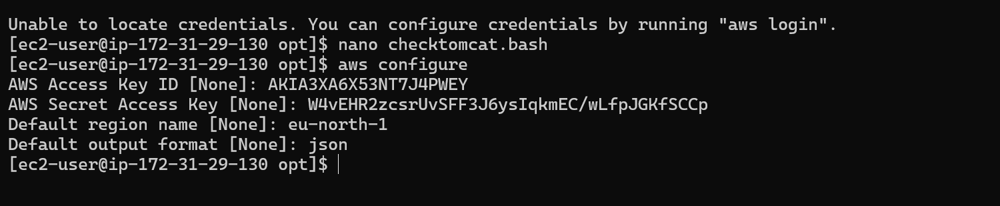 Unable to locate credentials. You can configure credentials by running "aws login".
[ec2-user@ip-172-31-29-130 opt]$ nano checktomcat.bash
[ec2-user@ip-172-31-29-130 opt]$ aws configure
AWS Access Key ID [None]: AKIA3XA6X53NT7J4PWEY
AWS Secret Access Key [None]: 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
Default region name [None]: eu-north-1
Default output format [None]: json
[ec2-user@ip-172-31-29-130 opt]$